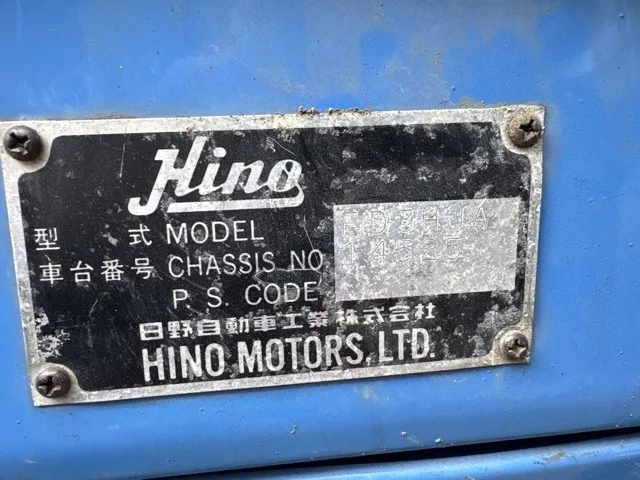 Hino
型 式 MODEL
車台番号 CHASSIS NO 14525
P. S. CODE
日野自動車工業株式会社
HINO MOTORS, LTD.